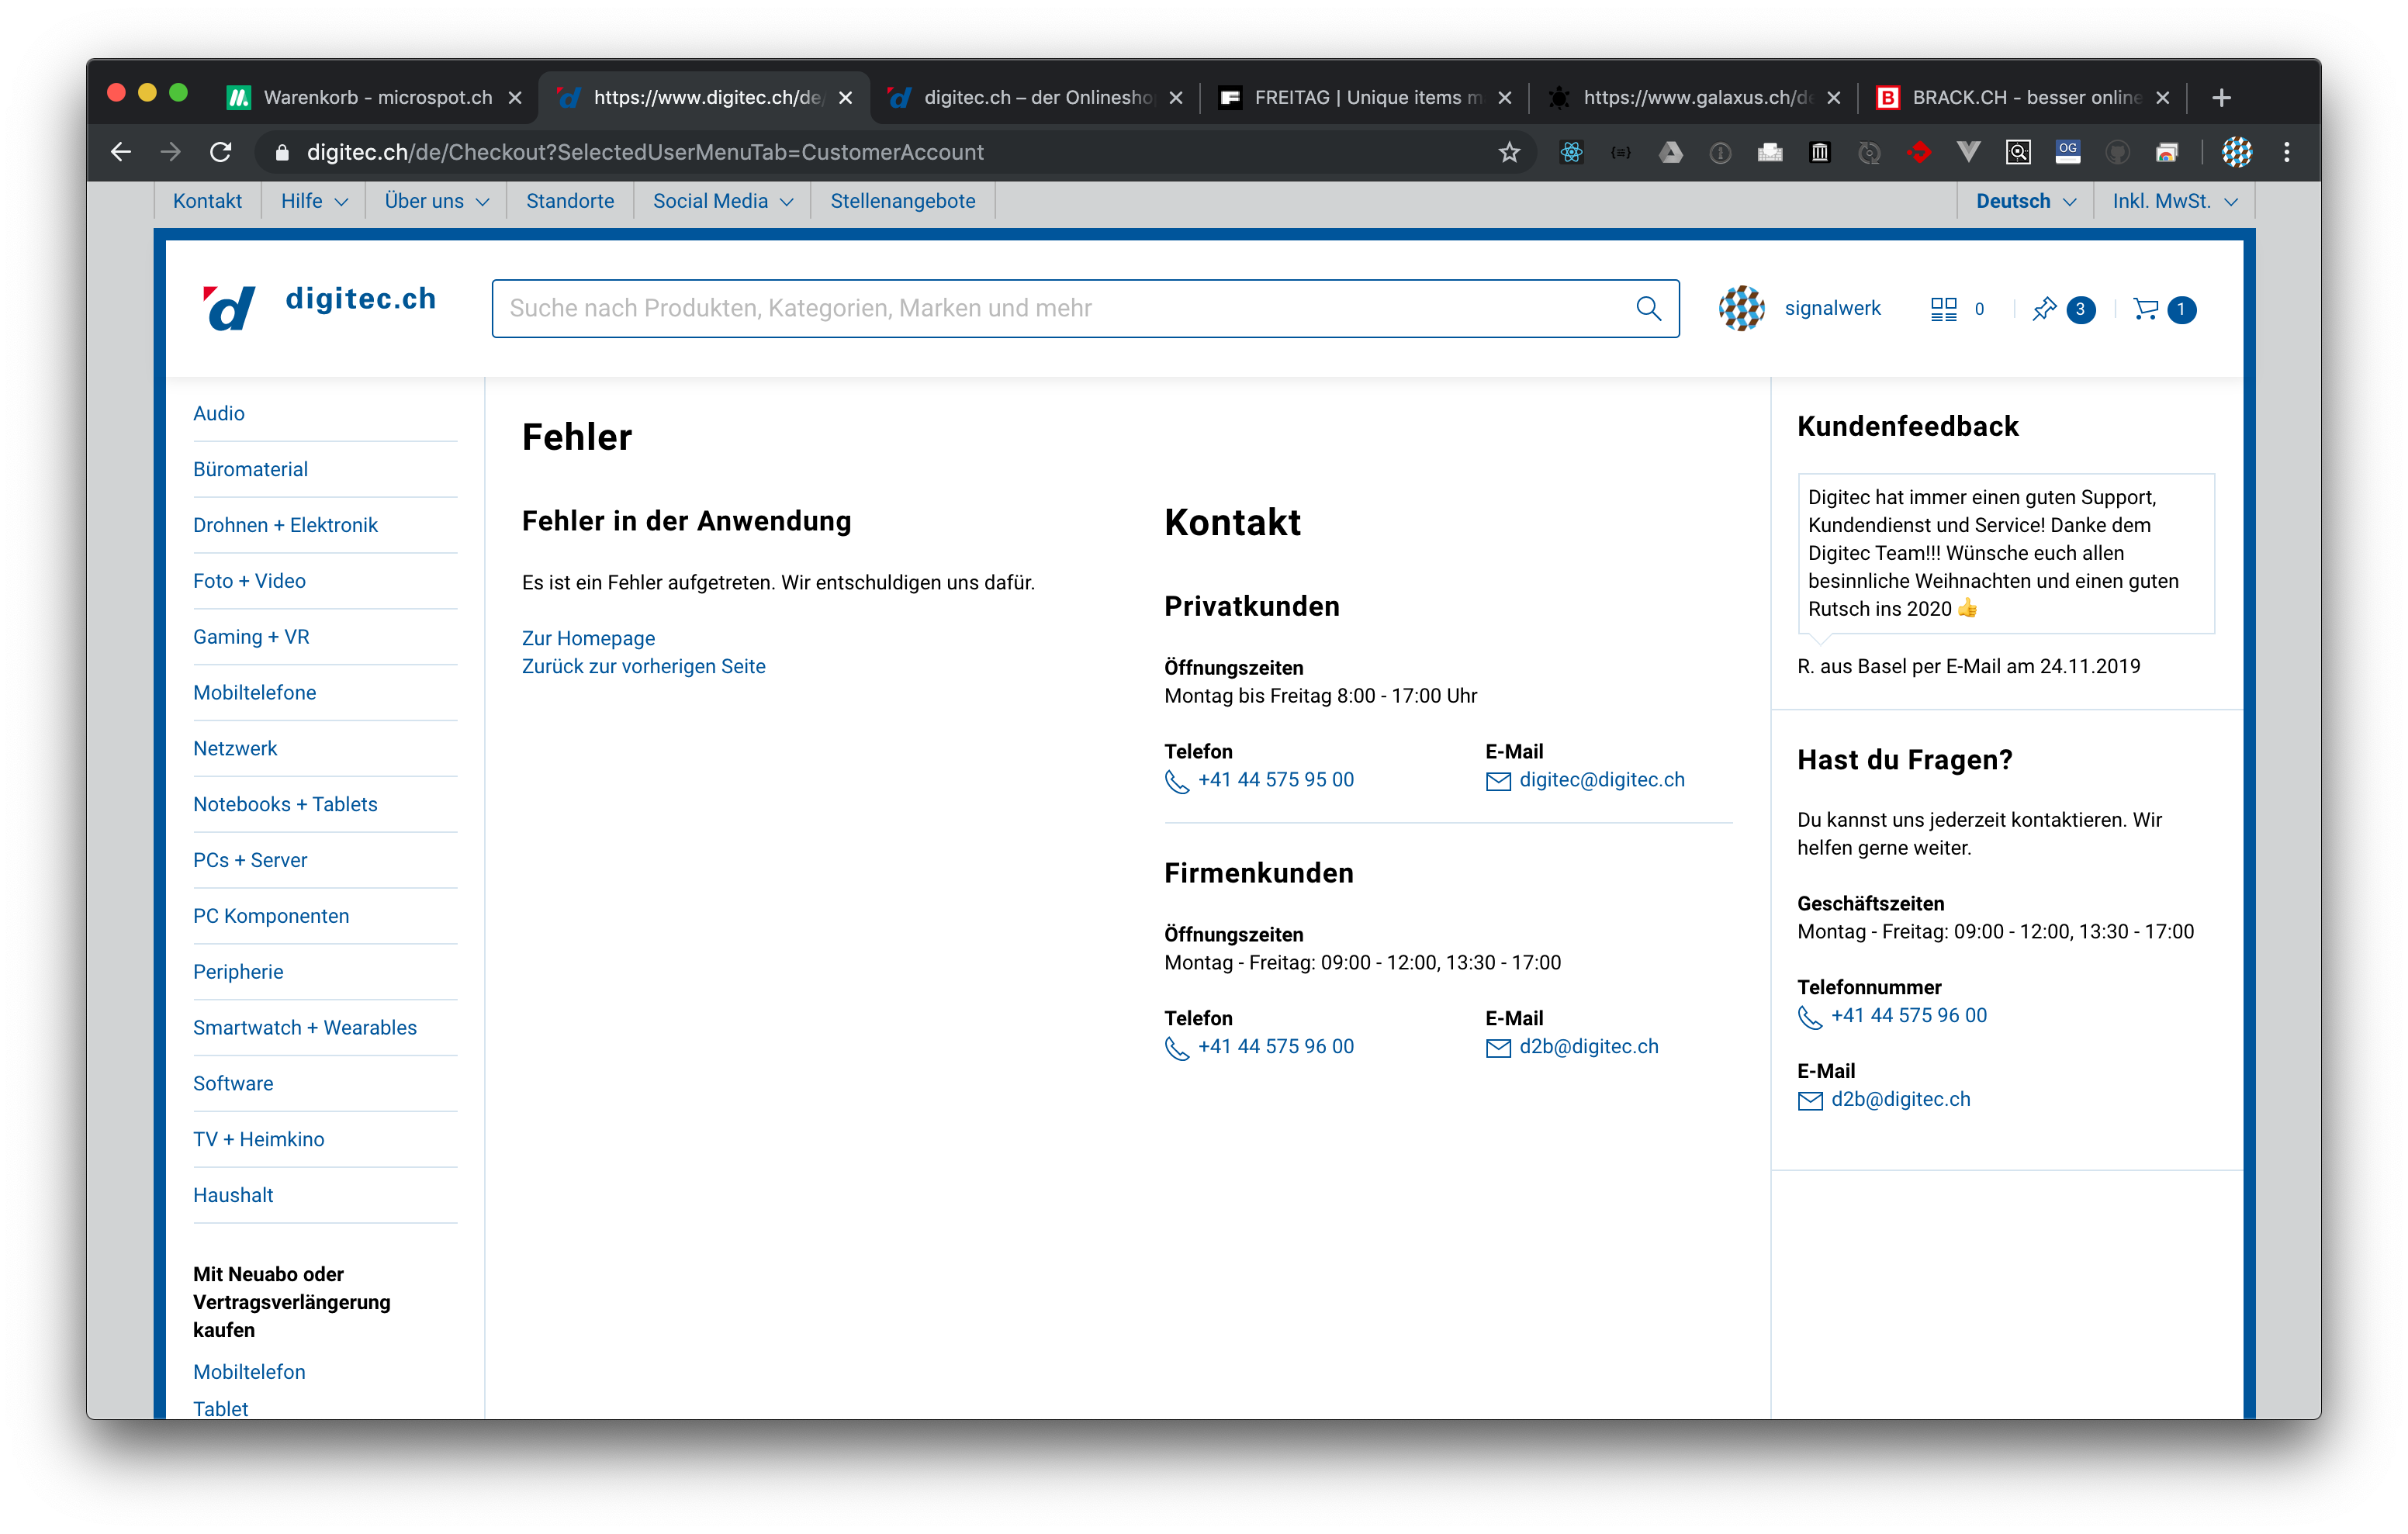 Warenkorb - microspot.ch
https://www.digitec.ch/de/
digitec.ch – der Onlinesho
FREITAG | Unique items m
https://www.galaxus.ch/de
BRACK.CH - besser online
digitec.ch/de/Checkout?SelectedUserMenuTab=CustomerAccount
OG
Kontakt
Hilfe
Über uns
Standorte
Social Media
Stellenangebote
Deutsch
Inkl. MwSt.
digitec.ch
Suche nach Produkten, Kategorien, Marken und mehr
signalwerk
0
3
1
Audio
Büromaterial
Drohnen + Elektronik
Foto + Video
Gaming + VR
Mobiltelefone
Netzwerk
Notebooks + Tablets
PCs + Server
PC Komponenten
Peripherie
Smartwatch + Wearables
Software
TV + Heimkino
Haushalt
Mit Neuabo oder
Vertragsverlängerung
kaufen
Mobiltelefon
Tablet
Fehler
Fehler in der Anwendung
Es ist ein Fehler aufgetreten. Wir entschuldigen uns dafür.
Zur Homepage
Zurück zur vorherigen Seite
Kontakt
Privatkunden
Öffnungszeiten
Montag bis Freitag 8:00 - 17:00 Uhr
Telefon
+41 44 575 95 00
E-Mail
digitec@digitec.ch
Firmenkunden
Öffnungszeiten
Montag - Freitag: 09:00 - 12:00, 13:30 - 17:00
Telefon
+41 44 575 96 00
E-Mail
d2b@digitec.ch
Kundenfeedback
Digitec hat immer einen guten Support,
Kundendienst und Service! Danke dem
Digitec Team!!! Wünsche euch allen
besinnliche Weihnachten und einen guten
Rutsch ins 2020 👍
R. aus Basel per E-Mail am 24.11.2019
Hast du Fragen?
Du kannst uns jederzeit kontaktieren. Wir
helfen gerne weiter.
Geschäftszeiten
Montag - Freitag: 09:00 - 12:00, 13:30 - 17:00
Telefonnummer
+41 44 575 96 00
E-Mail
d2b@digitec.ch